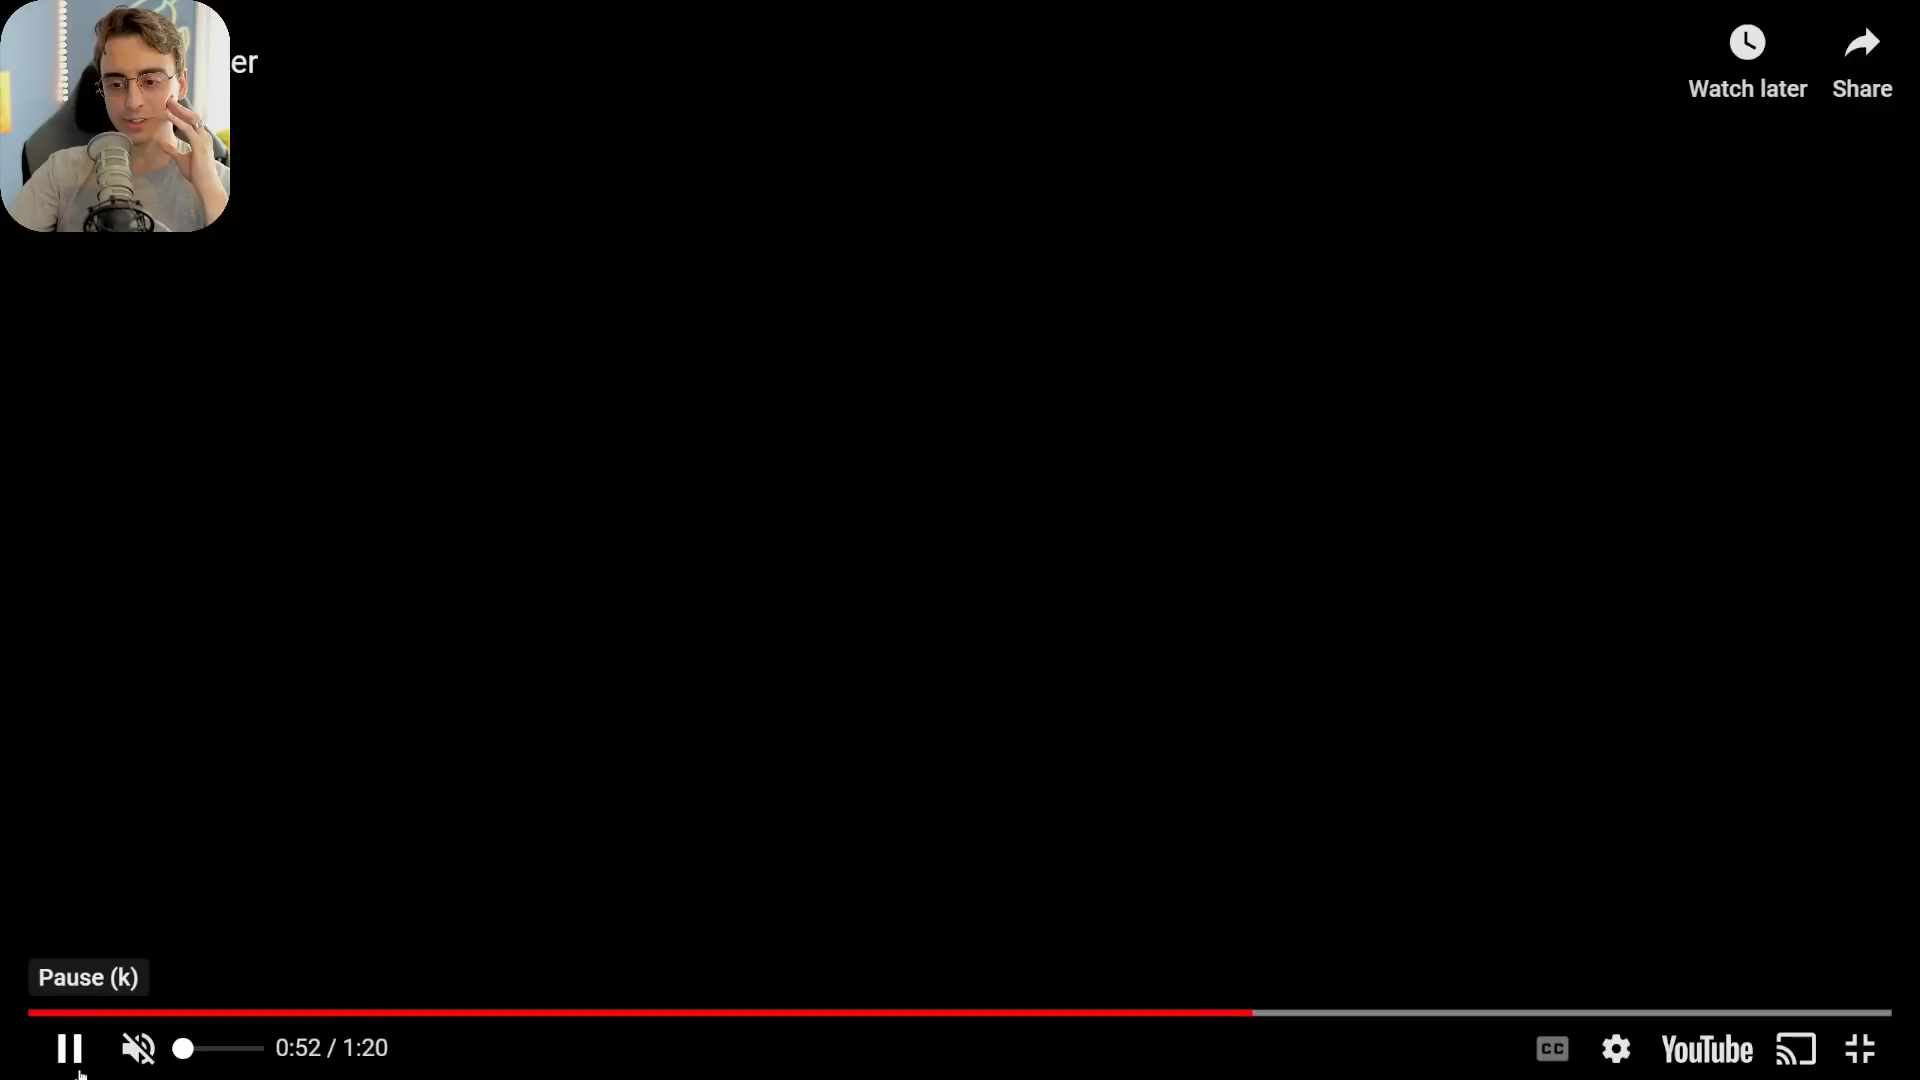 er
Watch later
Share
Pause (k)
0:52 / 1:20
CC
YouTube